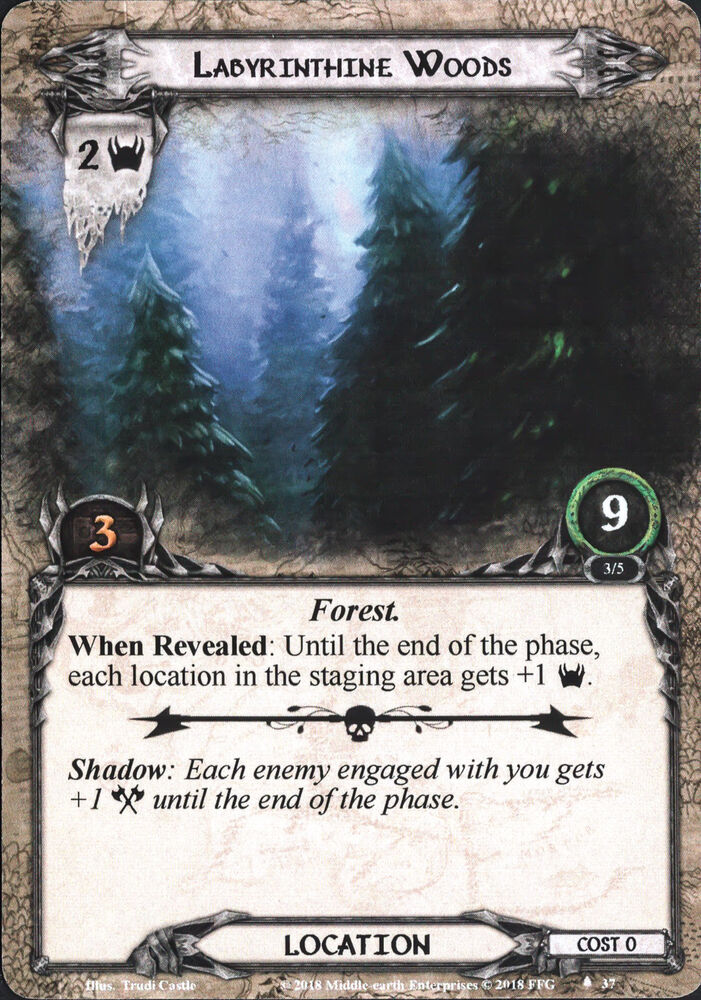 LABYRINTHINE WOODS
2
3
9
3/5
Forest.
When Revealed: Until the end of the phase,
each location in the staging area gets +1 .
Shadow: Each enemy engaged with you gets
+1 until the end of the phase.
LOCATION
COST 0
Illus. Trudi Castle
© 2018 Middle-earth Enterprises © 2018 FFG
37